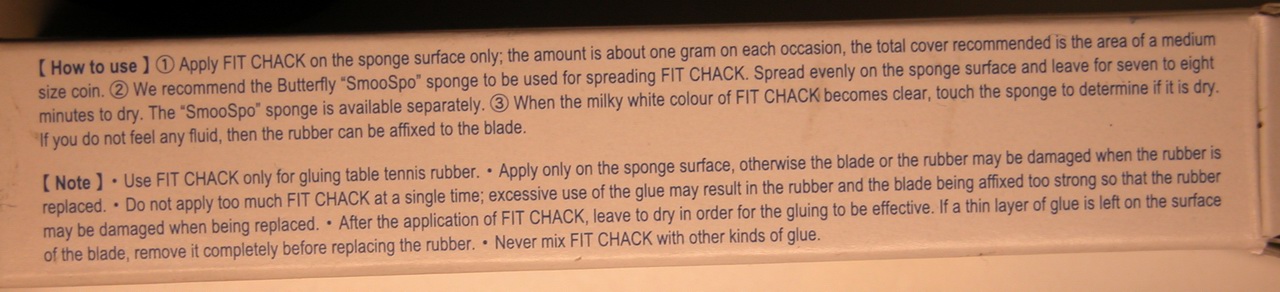 【 How to use 】 ① Apply FIT CHACK on the sponge surface only; the amount is about one gram on each occasion, the total cover recommended is the area of a medium
size coin. ② We recommend the Butterfly “SmooSpo” sponge to be used for spreading FIT CHACK. Spread evenly on the sponge surface and leave for seven to eight
minutes to dry. The “SmooSpo” sponge is available separately. ③ When the milky white colour of FIT CHACK becomes clear, touch the sponge to determine if it is dry.
If you do not feel any fluid, then the rubber can be affixed to the blade.
【 Note 】 • Use FIT CHACK only for gluing table tennis rubber. • Apply only on the sponge surface, otherwise the blade or the rubber may be damaged when the rubber is
replaced. • Do not apply too much FIT CHACK at a single time; excessive use of the glue may result in the rubber and the blade being affixed too strong so that the rubber
may be damaged when being replaced. • After the application of FIT CHACK, leave to dry in order for the gluing to be effective. If a thin layer of glue is left on the surface
of the blade, remove it completely before replacing the rubber. • Never mix FIT CHACK with other kinds of glue.